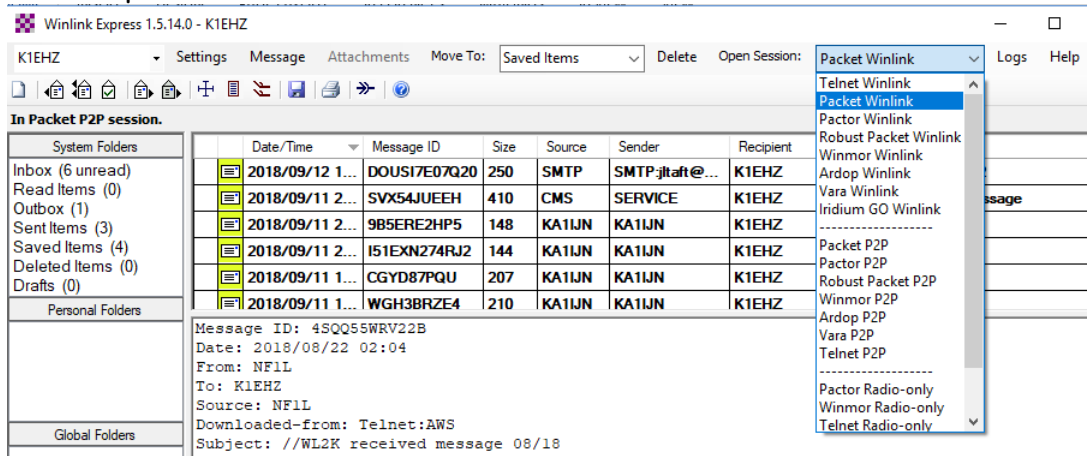 Winlink Express 1.5.14.0 - K1EHZ
K1EHZ Settings Message Attachments Move To: Saved Items Delete Open Session: Packet Winlink Logs Help
In Packet P2P session.
System Folders
Inbox (6 unread)
Read Items (0)
Outbox (1)
Sent Items (3)
Saved Items (4)
Deleted Items (0)
Drafts (0)
Personal Folders
Global Folders
Date/Time Message ID Size Source Sender Recipient
2018/09/12 1... DOUSI7E07Q20 250 SMTP SMTP:jltaft@... K1EHZ
2018/09/11 2... SVX54JUEEH 410 CMS SERVICE K1EHZ ssage
2018/09/11 2... 9B5ERE2HP5 148 KA1IJN KA1IJN K1EHZ
2018/09/11 2... I51EXN274RJ2 144 KA1IJN KA1IJN K1EHZ
2018/09/11 1... CGYD87PQU 207 KA1IJN KA1IJN K1EHZ
2018/09/11 1... WGH3BRZE4 210 KA1IJN KA1IJN K1EHZ
Message ID: 4SQQ55WRV22B
Date: 2018/08/22 02:04
From: NF1L
To: K1EHZ
Source: NF1L
Downloaded-from: Telnet:AWS
Subject: //WL2K received message 08/18
Telnet Winlink
Packet Winlink
Pactor Winlink
Robust Packet Winlink
Winmor Winlink
Ardop Winlink
Vara Winlink
Iridium GO Winlink
-------------------
Packet P2P
Pactor P2P
Robust Packet P2P
Winmor P2P
Ardop P2P
Vara P2P
Telnet P2P
-------------------
Pactor Radio-only
Winmor Radio-only
Telnet Radio-only